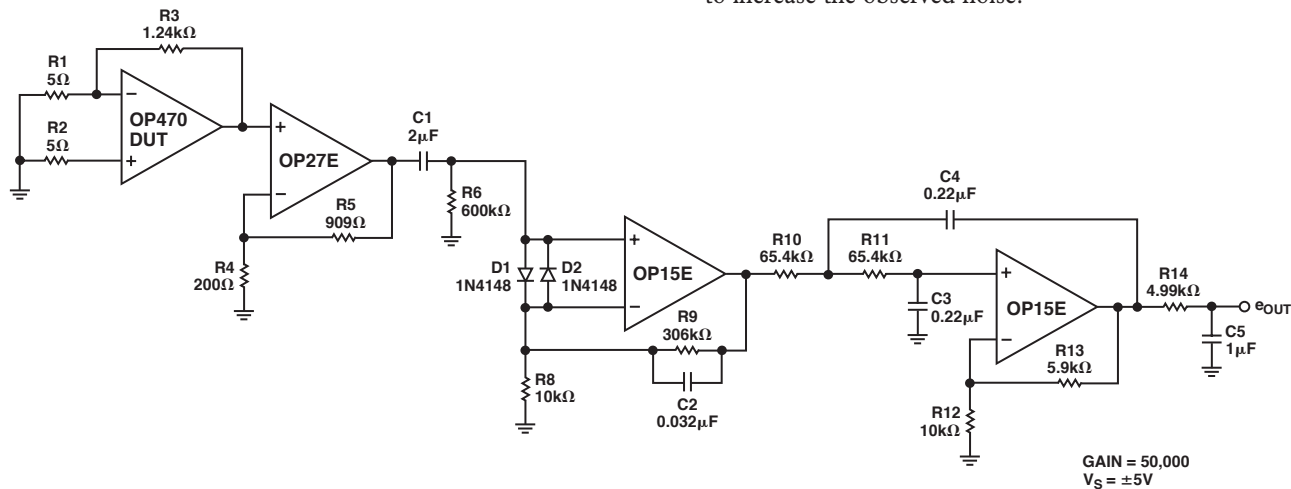 to increase the observed noise.
R3
1.24kΩ
R1
5Ω
R2
5Ω
−
+
OP470
DUT
+
−
OP27E
R5
909Ω
R4
200Ω
C1
2μF
R6
600kΩ
D1
1N4148
D2
1N4148
+
−
OP15E
R9
306kΩ
C2
0.032μF
R8
10kΩ
R10
65.4kΩ
R11
65.4kΩ
C4
0.22μF
C3
0.22μF
+
−
OP15E
R13
5.9kΩ
R12
10kΩ
R14
4.99kΩ
eOUT
C5
1μF
GAIN = 50,000
VS = ±5V